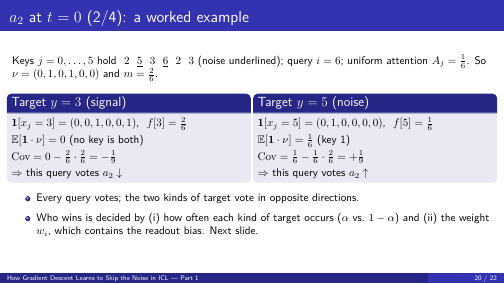 a₂ at t = 0 (2/4): a worked example
Keys j = 0, . . . , 5 hold 2 5 3 6 2 3 (noise underlined); query i = 6; uniform attention Aⱼ = 1/6. So
ν = (0, 1, 0, 1, 0, 0) and m = 2/6.
Target y = 3 (signal)
1[xⱼ = 3] = (0, 0, 1, 0, 0, 1), f[3] = 2/6
𝔼[1 · ν] = 0 (no key is both)
Cov = 0 − 2/6 · 2/6 = −1/9
⇒ this query votes a₂ ↓
Target y = 5 (noise)
1[xⱼ = 5] = (0, 1, 0, 0, 0, 0), f[5] = 1/6
𝔼[1 · ν] = 1/6 (key 1)
Cov = 1/6 − 1/6 · 2/6 = +1/9
⇒ this query votes a₂ ↑
Every query votes; the two kinds of target vote in opposite directions.
Who wins is decided by (i) how often each kind of target occurs (α vs. 1 − α) and (ii) the weight
wᵢ, which contains the readout bias. Next slide.
How Gradient Descent Learns to Skip the Noise in ICL — Part 1
20 / 22